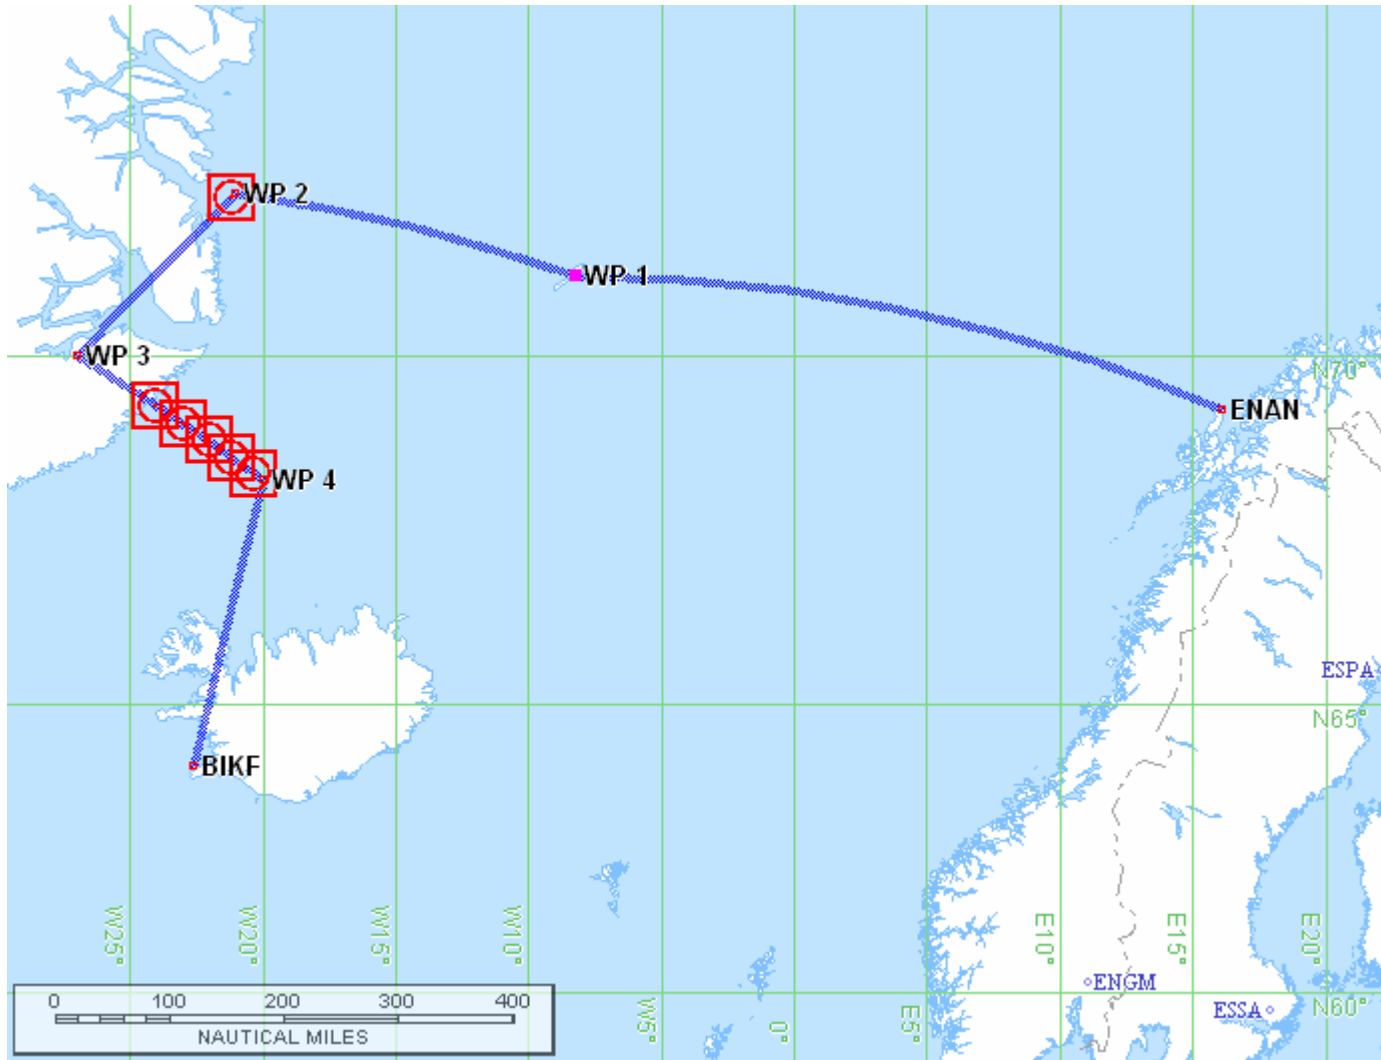 WP 2
WP 1
WP 3
N70°
ENAN
WP 4
ESPA
N65°
BIKF
W25°
W20°
W15°
W10°
W5°
0°
E5°
E10°
E15°
E20°
ENGM
ESSA
N60°
0 100 200 300 400
NAUTICAL MILES